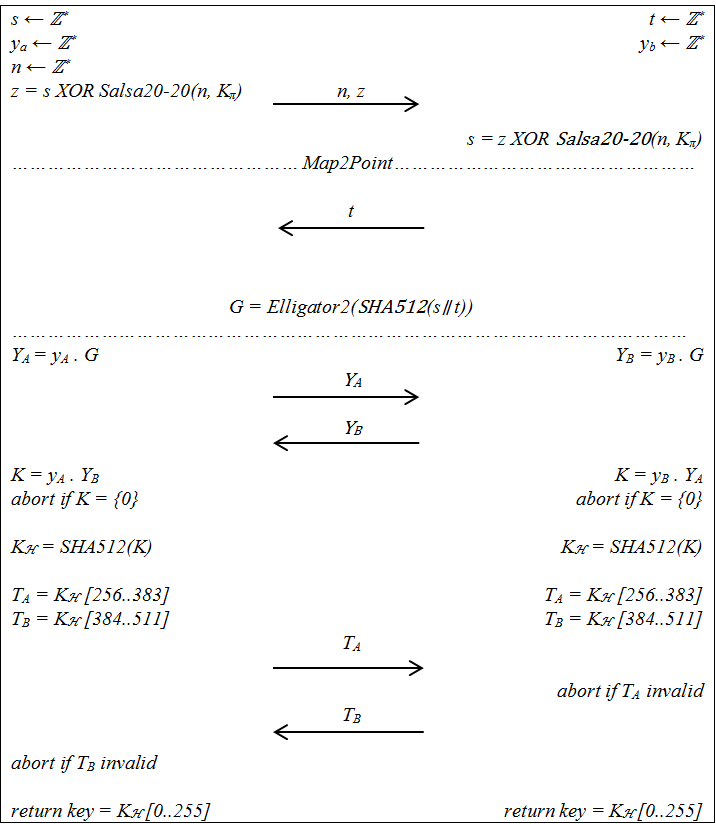 s ← ℤ* t ← ℤ*
yₐ ← ℤ* y_b ← ℤ*
n ← ℤ*
z = s XOR Salsa20-20(n, K_π) n, z
s = z XOR Salsa20-20(n, K_π)
………………………………………… Map2Point……………………………………………
t
G = Elligator2(SHA512(s∥t))
……………………………………………………………………………………………………
Y_A = y_A . G Y_B = y_B . G
Y_A
Y_B
K = y_A . Y_B K = y_B . Y_A
abort if K = {0} abort if K = {0}
K_ℋ = SHA512(K) K_ℋ = SHA512(K)
T_A = K_ℋ [256..383] T_A = K_ℋ [256..383]
T_B = K_ℋ [384..511] T_B = K_ℋ [384..511]
T_A
abort if T_A invalid
T_B
abort if T_B invalid
return key = K_ℋ [0..255] return key = K_ℋ [0..255]